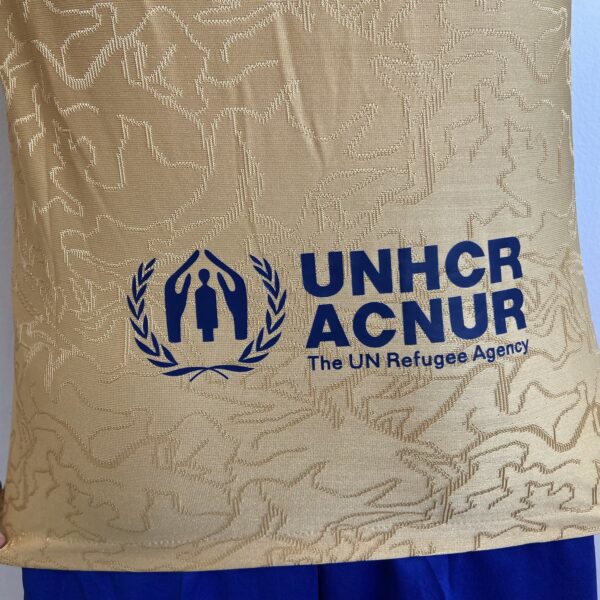 UNHCR
ACNUR
The UN Refugee Agency